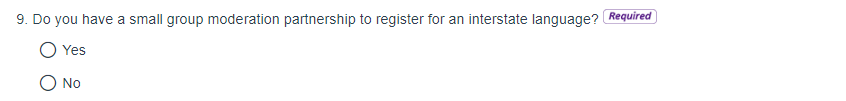 9. Do you have a small group moderation partnership to register for an interstate language? Required
Yes
No